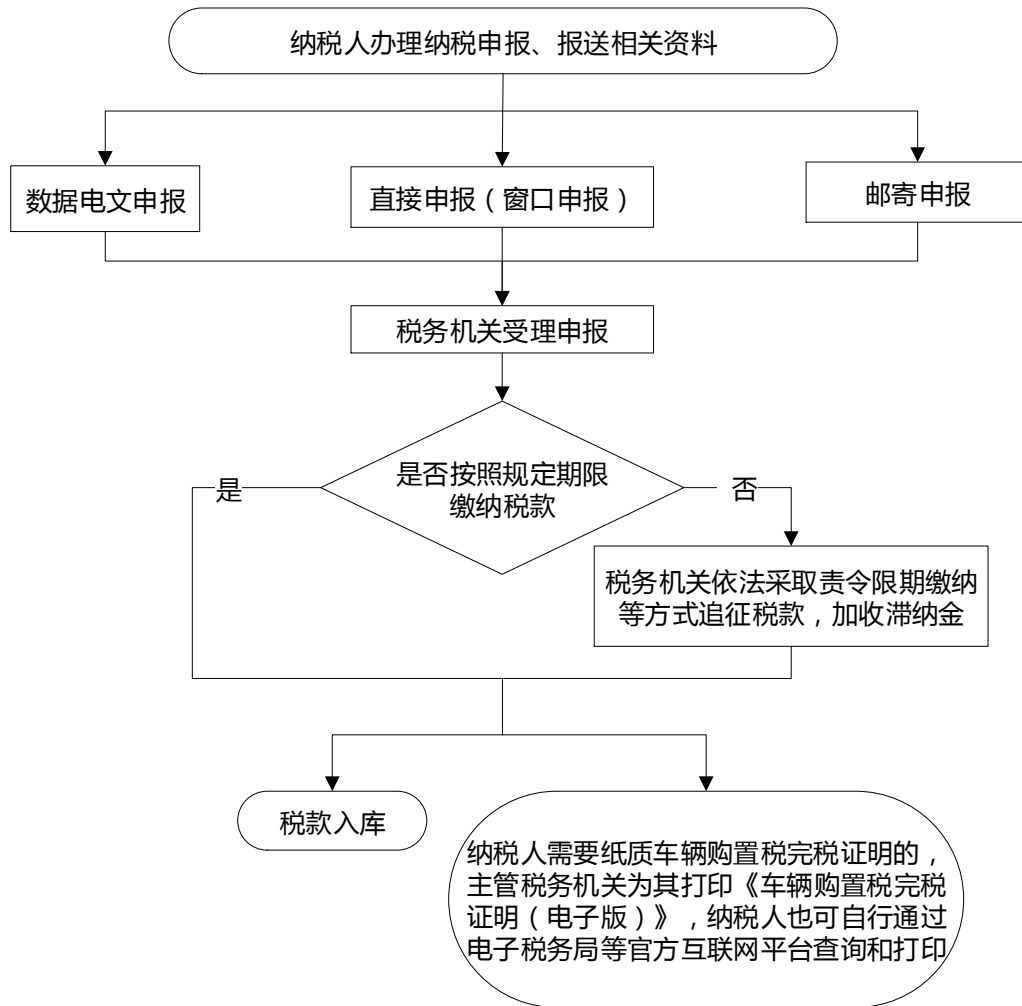 纳税人办理纳税申报、报送相关资料
数据电文申报
直接申报（窗口申报）
邮寄申报
税务机关受理申报
是否按照规定期限
缴纳税款
是
否
税务机关依法采取责令限期缴纳
等方式追征税款，加收滞纳金
税款入库
纳税人需要纸质车辆购置税完税证明的，
主管税务机关为其打印《车辆购置税完税
证明（电子版）》，纳税人也可自行通过
电子税务局等官方互联网平台查询和打印